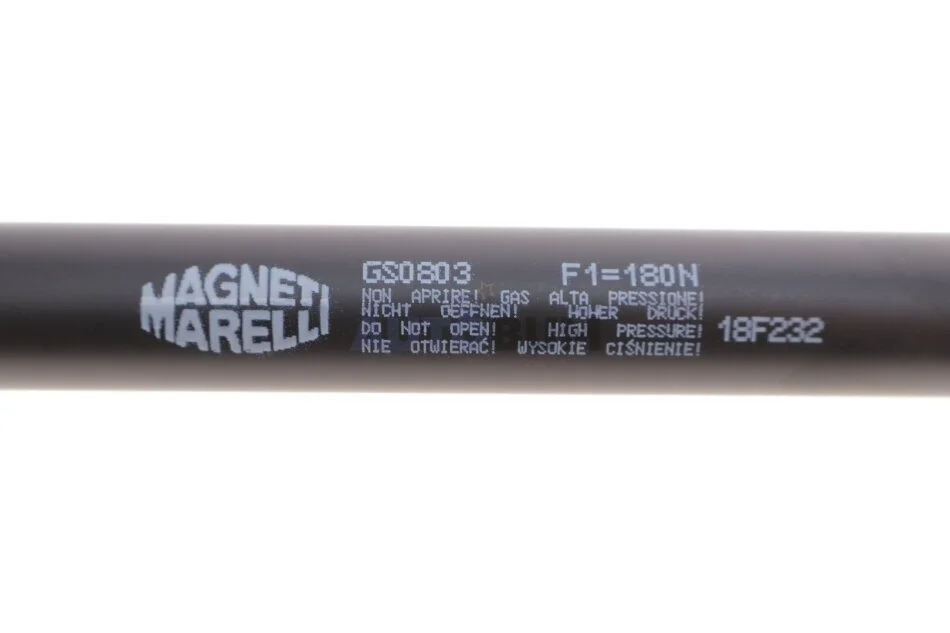 MAGNETI
MARELLI
GS0803 F1=180N
NON APRIRE! GAS ALTA PRESSIONE!
NICHT OEFFNEN! HOHER DRUCK!
DO NOT OPEN! HIGH PRESSURE!
NIE OTWIERAĆ! WYSOKIE CIŚNIENIE!
18F232